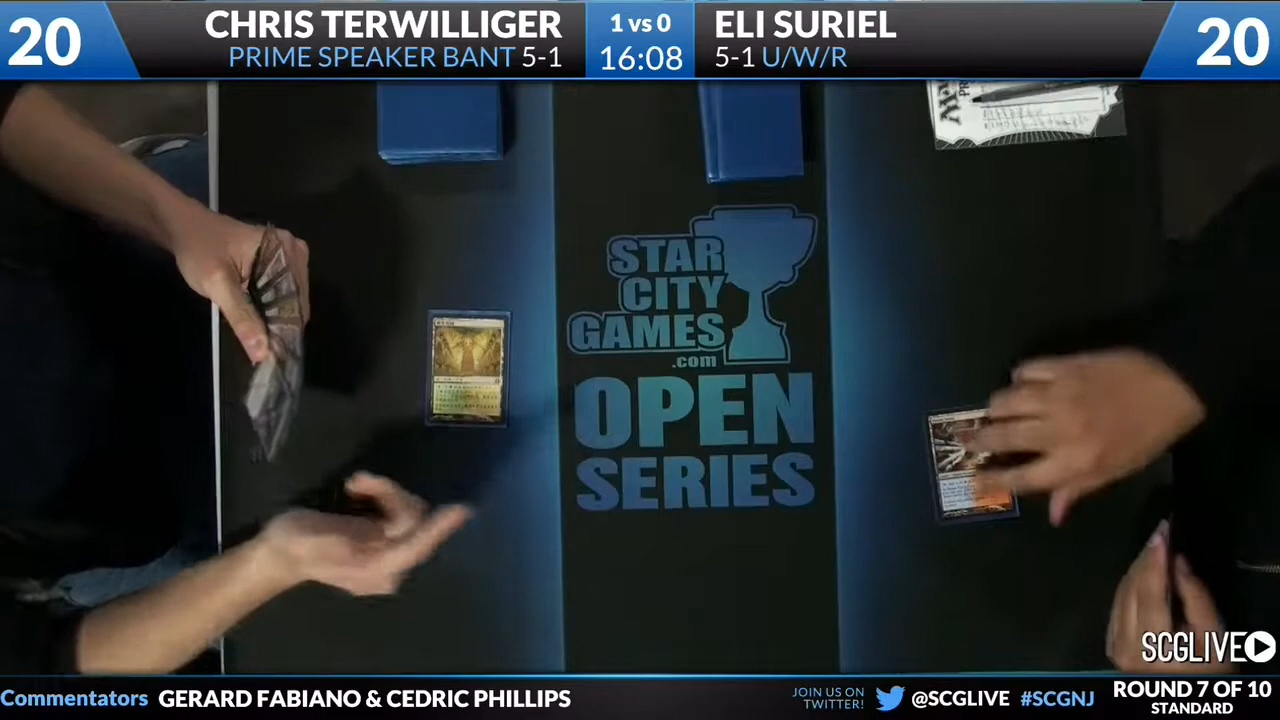 20
CHRIS TERWILLIGER
PRIME SPEAKER BANT 5-1
1 vs 0
16:08
ELI SURIEL
5-1 U/W/R
20
STAR
CITY
GAMES
.com
OPEN
SERIES
SCGLIVE
Commentators GERARD FABIANO & CEDRIC PHILLIPS
JOIN US ON
TWITTER!
@SCGLIVE #SCGNJ
ROUND 7 OF 10
STANDARD